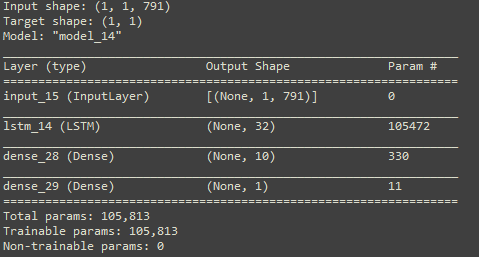 Input shape: (1, 1, 791)
Target shape: (1, 1)
Model: "model_14"
Layer (type) Output Shape Param #
input_15 (InputLayer) [(None, 1, 791)] 0
lstm_14 (LSTM) (None, 32) 105472
dense_28 (Dense) (None, 10) 330
dense_29 (Dense) (None, 1) 11
Total params: 105,813
Trainable params: 105,813
Non-trainable params: 0